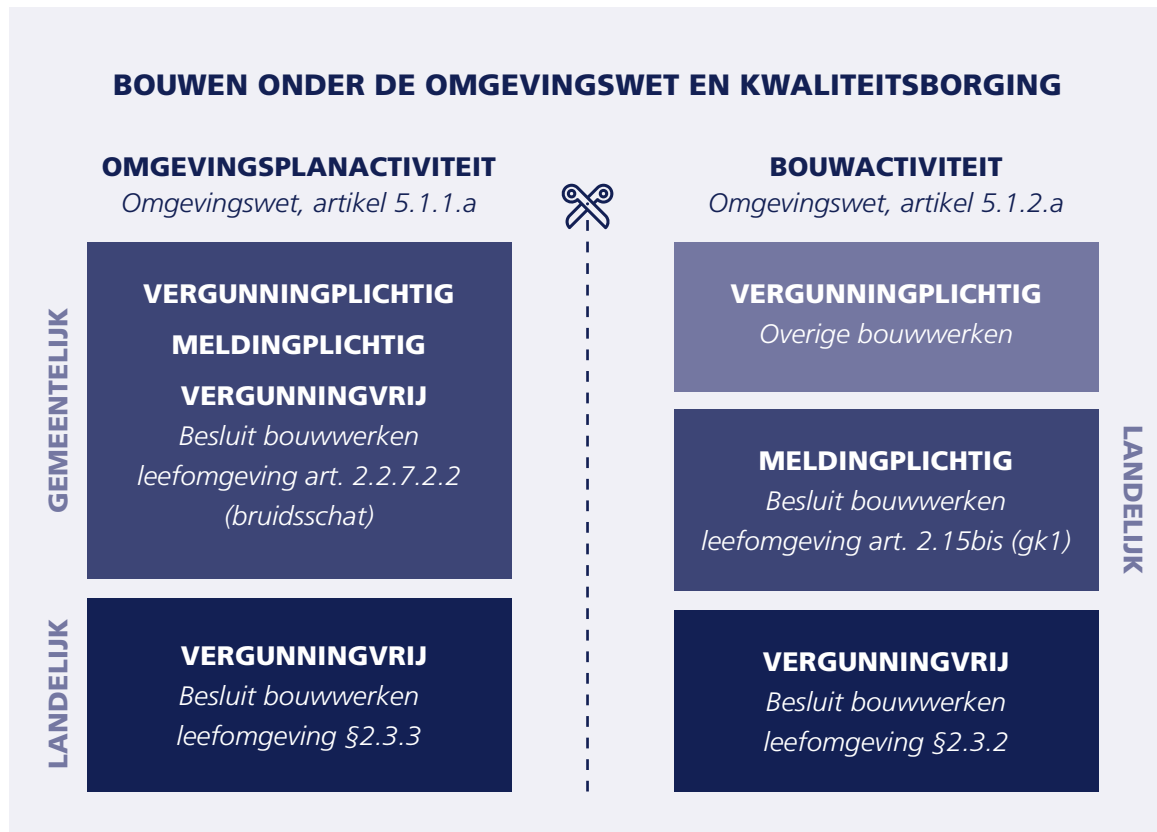 BOUWEN ONDER DE OMGEVINGSWET EN KWALITEITSBORGING
OMGEVINGSPLANACTIVITEIT
Omgevingswet, artikel 5.1.1.a
GEMEENTELIJK
VERGUNNINGPLICHTIG
MELDINGPLICHTIG
VERGUNNINGVRIJ
Besluit bouwwerken
leefomgeving art. 2.2.7.2.2
(bruidsschat)
LANDELIJK
VERGUNNINGVRIJ
Besluit bouwwerken
leefomgeving §2.3.3
BOUWACTIVITEIT
Omgevingswet, artikel 5.1.2.a
VERGUNNINGPLICHTIG
Overige bouwwerken
MELDINGPLICHTIG
Besluit bouwwerken
leefomgeving art. 2.15bis (gk1)
LANDELIJK
VERGUNNINGVRIJ
Besluit bouwwerken
leefomgeving §2.3.2